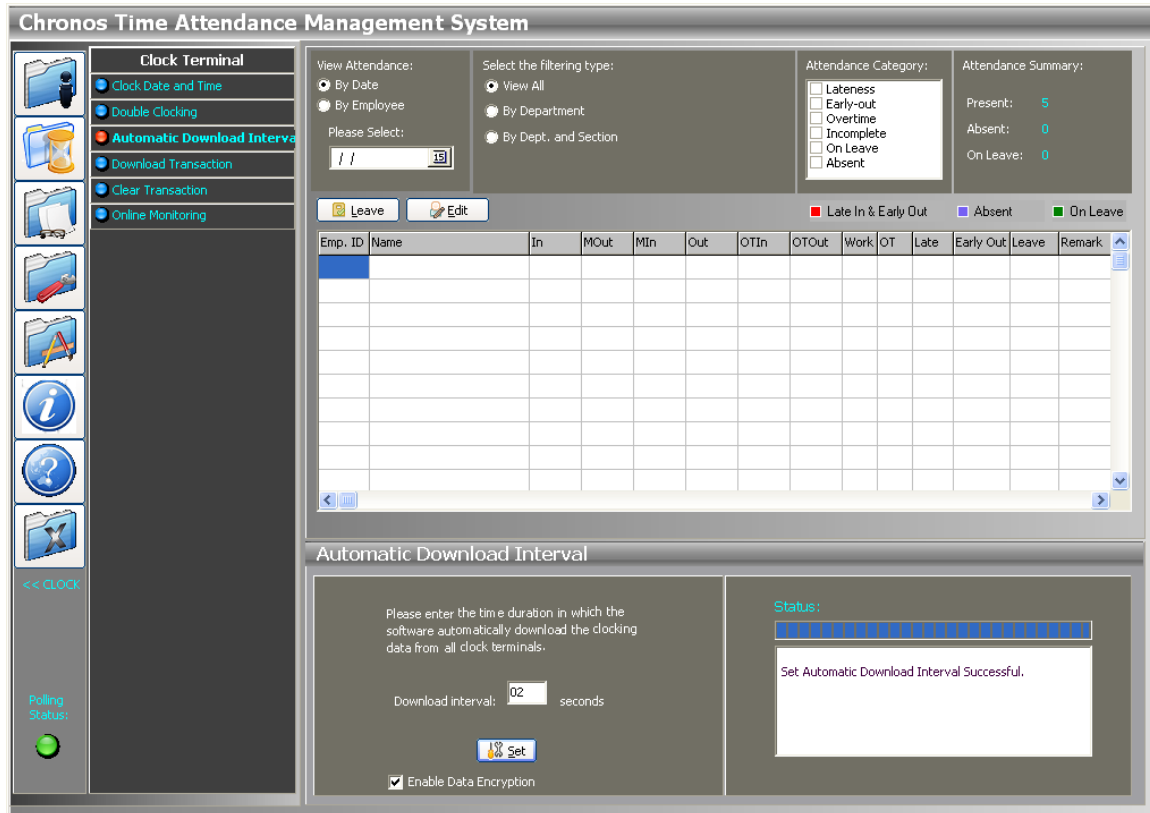 Chronos Time Attendance Management System
Clock Terminal
Clock Date and Time
Double Clocking
Automatic Download Interva
Download Transaction
Clear Transaction
Online Monitoring
<< CLOCK
Polling
Status:
View Attendance:
By Date
By Employee
Please Select:
/ /
15
Select the filtering type:
View All
By Department
By Dept. and Section
Attendance Category:
Lateness
Early-out
Overtime
Incomplete
On Leave
Absent
Attendance Summary:
Present: 5
Absent: 0
On Leave: 0
Leave
Edit
Late In & Early Out
Absent
On Leave
Emp. ID Name In MOut MIn Out OTIn OTOut Work OT Late Early Out Leave Remark
Automatic Download Interval
Please enter the time duration in which the
software automatically download the clocking
data from all clock terminals.
Download interval: 02 seconds
Set
Enable Data Encryption
Status:
Set Automatic Download Interval Successful.